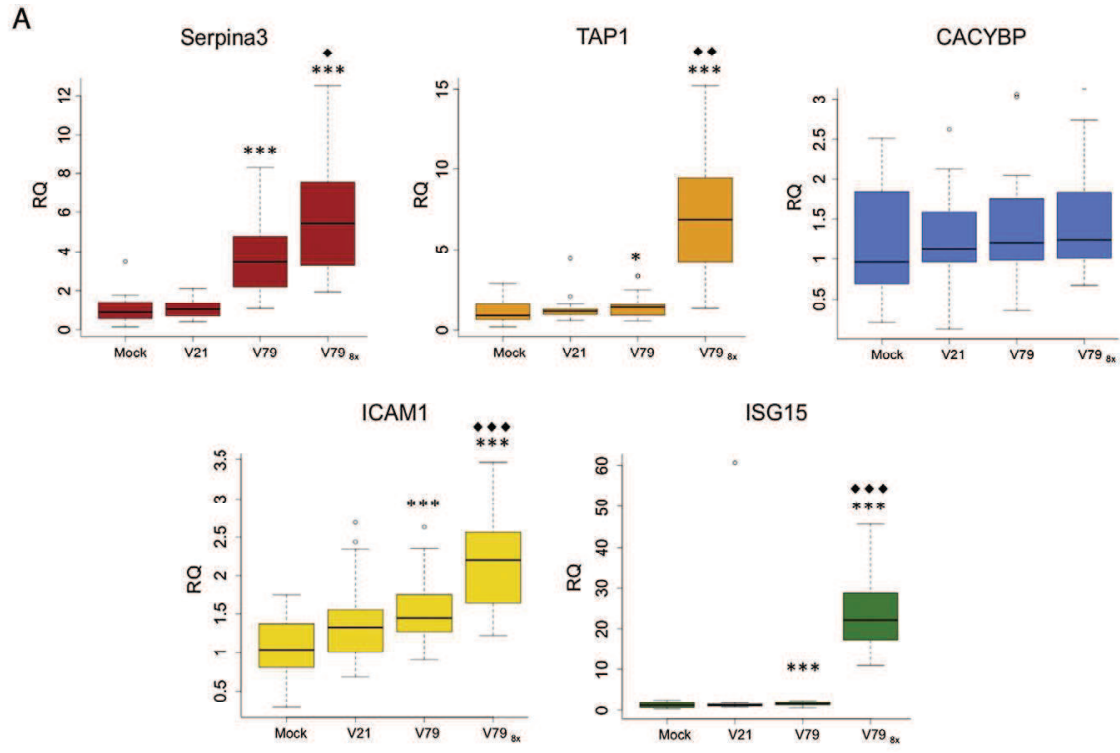 A
Serpina3
TAP1
CACYBP
◆
***
***
◆◆
***
*
RQ
12
10
8
6
4
2
0
Mock V21 V79 V79 8x
RQ
15
10
5
0
Mock V21 V79 V79 8x
RQ
3
2.5
2
1.5
1
0.5
Mock V21 V79 V79 8x
ICAM1
ISG15
◆◆◆
***
***
◆◆◆
***
***
RQ
3.5
3
2.5
2
1.5
1
0.5
Mock V21 V79 V79 8x
RQ
60
50
40
30
20
10
0
Mock V21 V79 V79 8x